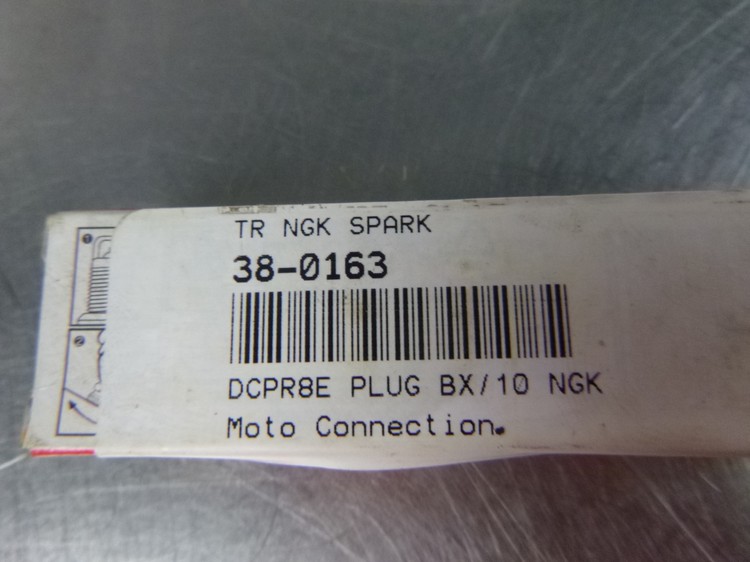 TR NGK SPARK
38-0163
DCPR8E PLUG BX/10 NGK
Moto Connection.